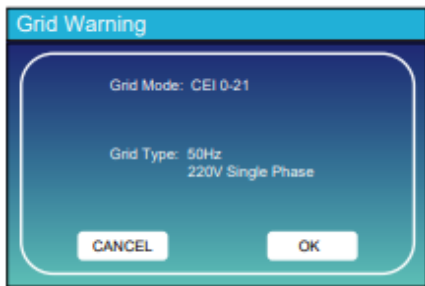 Grid Warning
Grid Mode: CEI 0-21
Grid Type: 50Hz
220V Single Phase
CANCEL OK